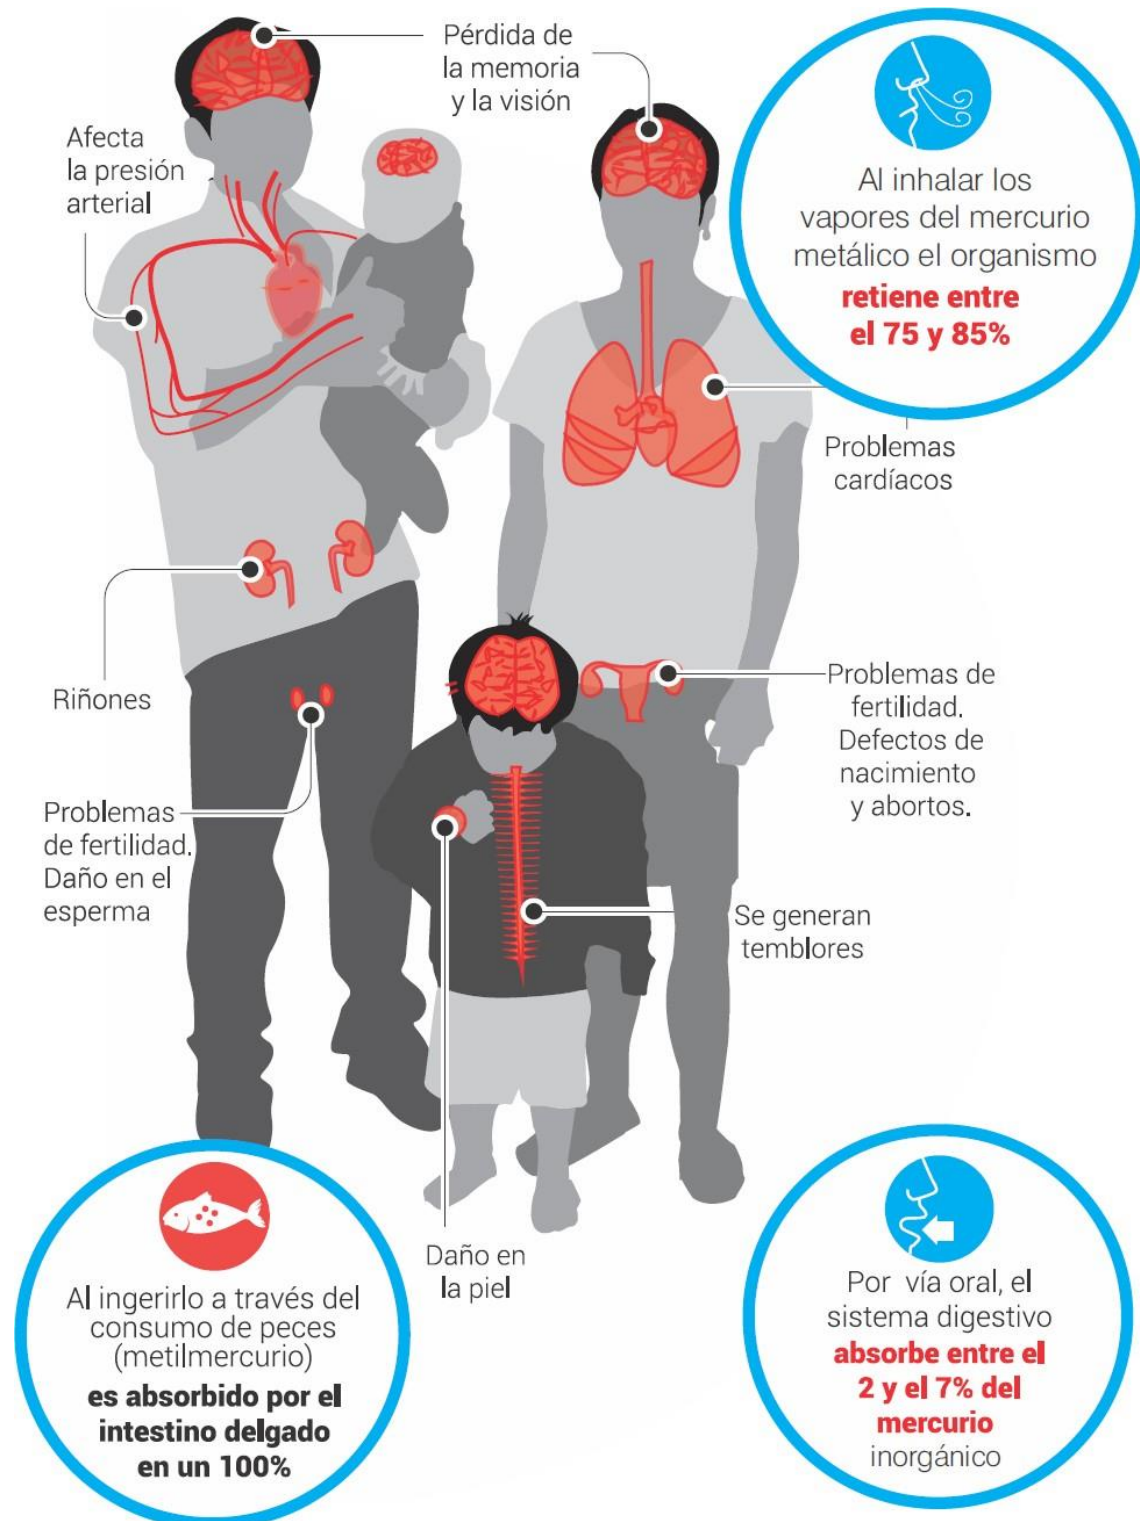 Pérdida de
la memoria
y la visión
Afecta
la presión
arterial
Al inhalar los
vapores del mercurio
metálico el organismo
retiene entre
el 75 y 85%
Problemas
cardíacos
Riñones
Problemas de
fertilidad.
Defectos de
nacimiento
y abortos.
Problemas
de fertilidad.
Daño en el
esperma
Se generan
temblores
Daño en
la piel
Al ingerirlo a través del
consumo de peces
(metilmercurio)
es absorbido por el
intestino delgado
en un 100%
Por vía oral, el
sistema digestivo
absorbe entre el
2 y el 7% del
mercurio
inorgánico